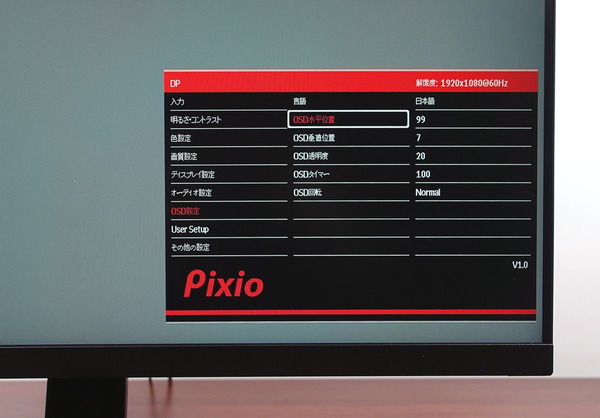 DP 解像度: 1920x1080@60Hz
入力 言語 日本語
明るさ・コントラスト OSD水平位置 99
色設定 OSD垂直位置 7
画質設定 OSD透明度 20
ディスプレイ設定 OSDタイマー 100
オーディオ設定 OSD回転 Normal
OSD設定
User Setup
その他の設定
V1.0
Pixio